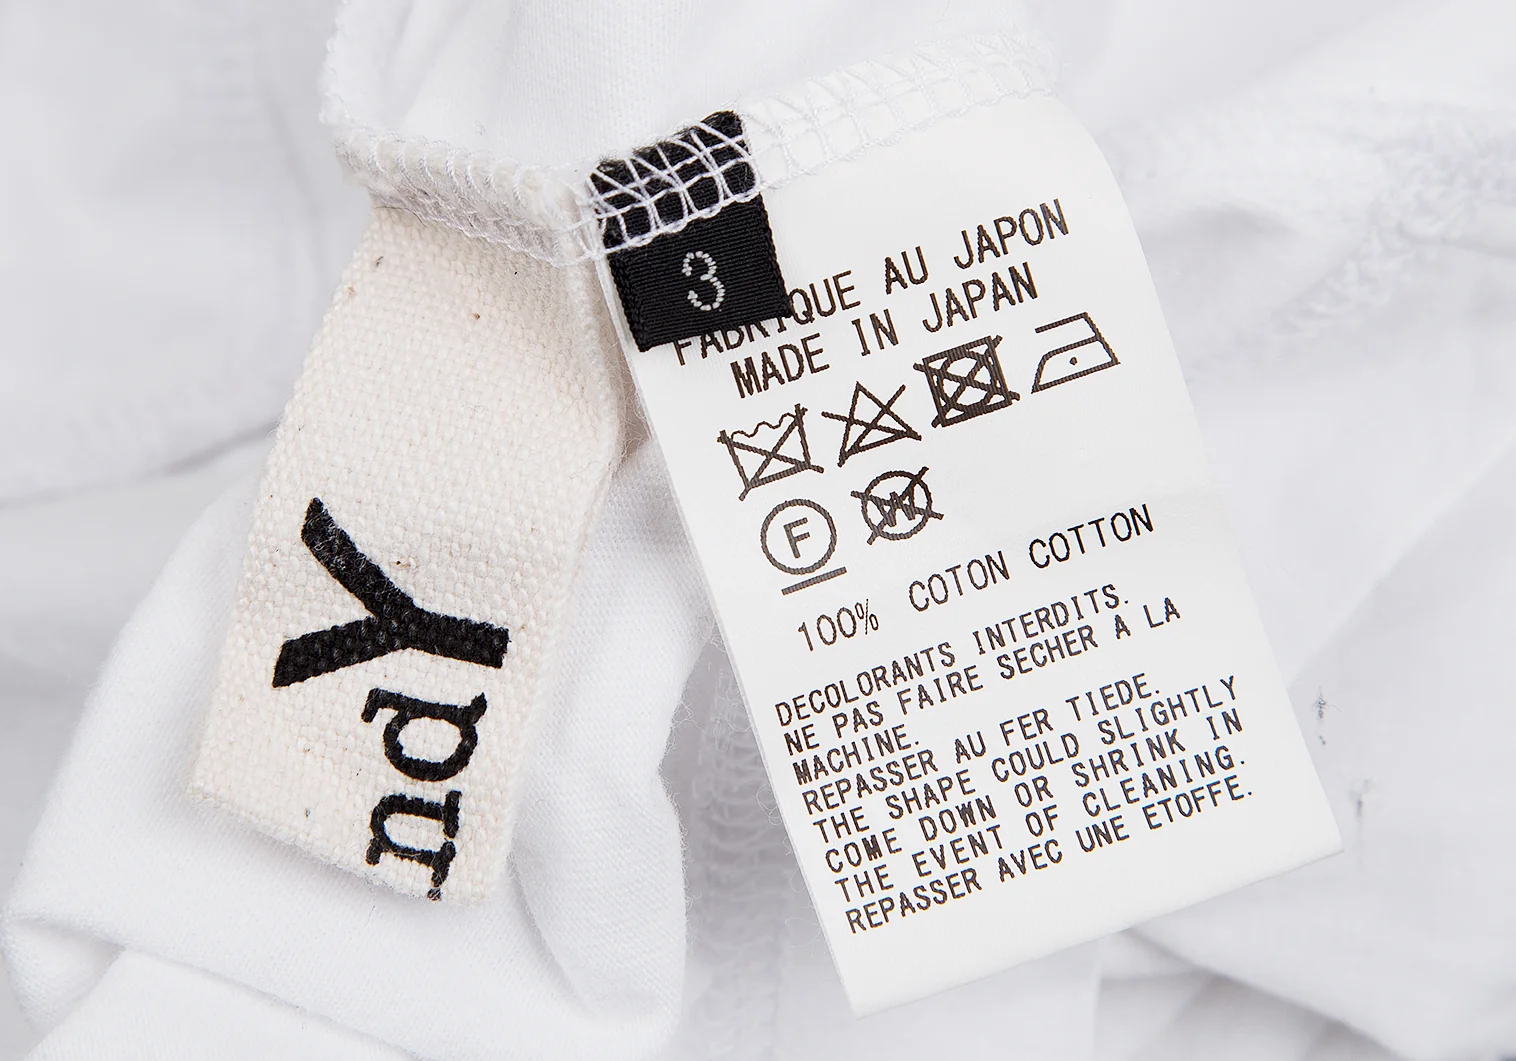 3
FABRIQUE AU JAPON
MADE IN JAPAN
F
W
100% COTON COTTON
DECOLORANTS INTERDITS.
NE PAS FAIRE SECHER A LA
MACHINE.
REPASSER AU FER TIEDE.
THE SHAPE COULD SLIGHTLY
COME DOWN OR SHRINK IN
THE EVENT OF CLEANING.
REPASSER AVEC UNE ETOFFE.
ndY